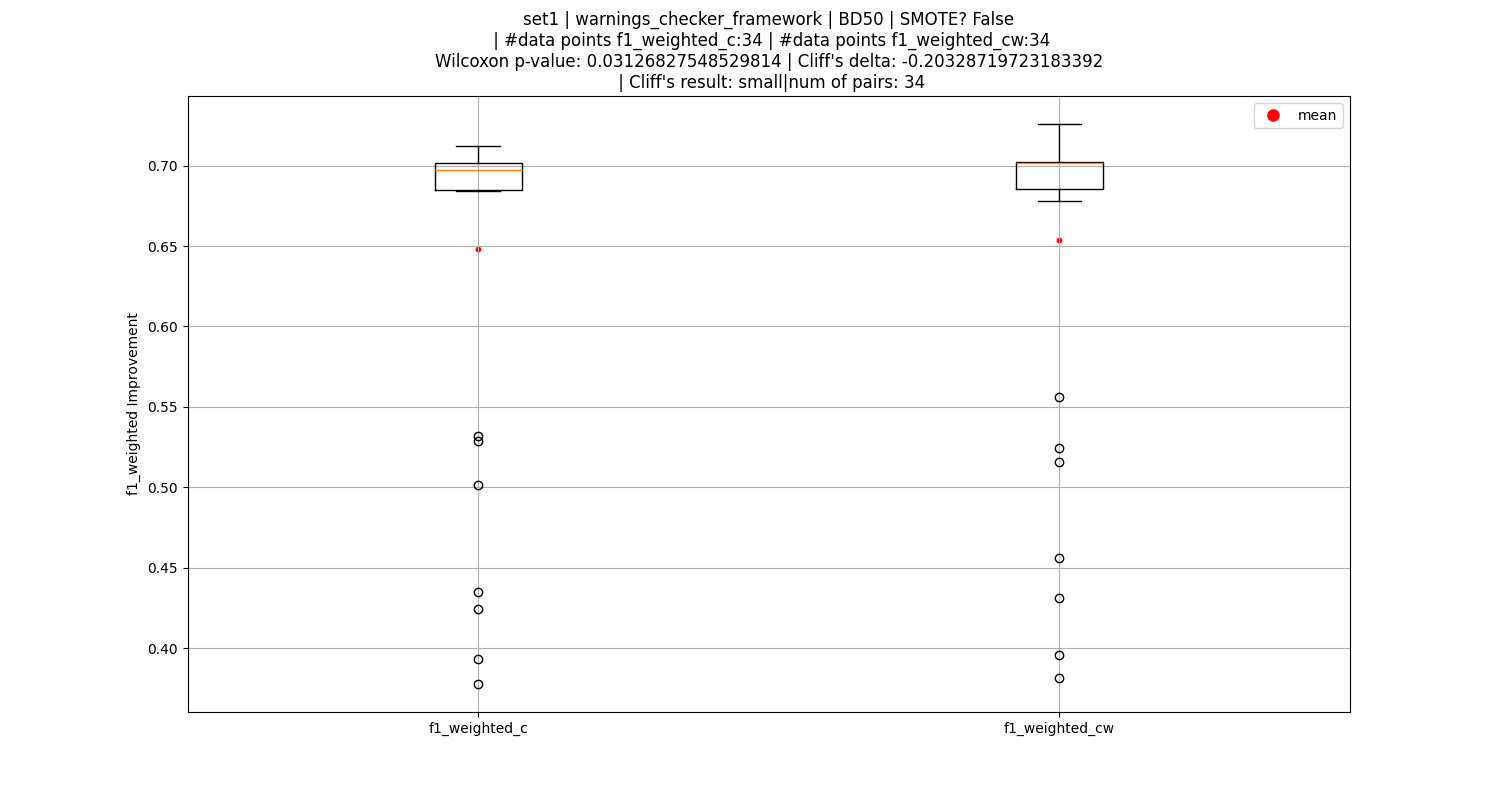 set1 | warnings_checker_framework | BD50 | SMOTE? False
| #data points f1_weighted_c:34 | #data points f1_weighted_cw:34
Wilcoxon p-value: 0.03126827548529814 | Cliff's delta: -0.20328719723183392
| Cliff's result: small|num of pairs: 34
mean
0.70
0.65
0.60
0.55
0.50
0.45
0.40
f1_weighted Improvement
f1_weighted_c
f1_weighted_cw